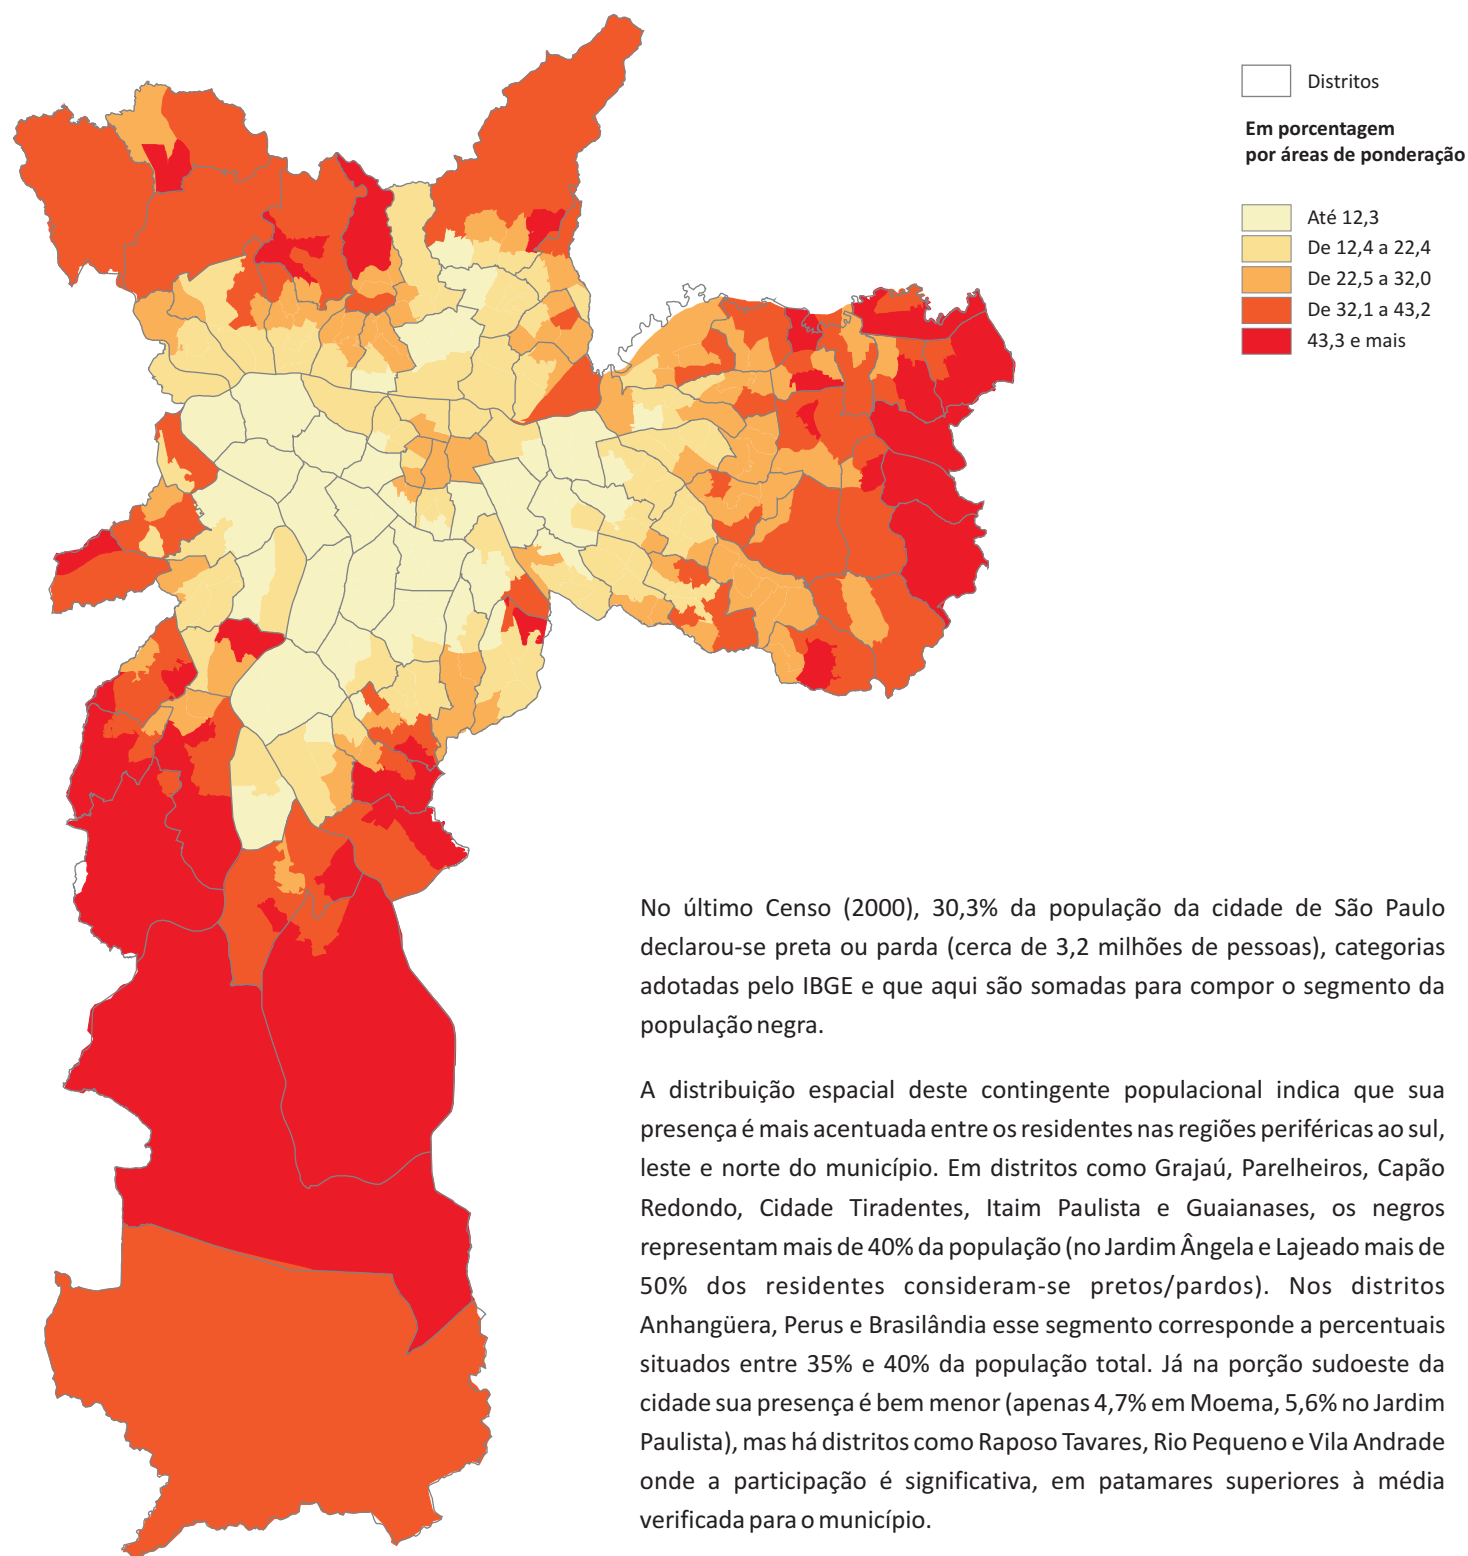 Distritos
Em porcentagem
por áreas de ponderação
Até 12,3
De 12,4 a 22,4
De 22,5 a 32,0
De 32,1 a 43,2
43,3 e mais
No último Censo (2000), 30,3% da população da cidade de São Paulo
declarou-se preta ou parda (cerca de 3,2 milhões de pessoas), categorias
adotadas pelo IBGE e que aqui são somadas para compor o segmento da
população negra.
A distribuição espacial deste contingente populacional indica que sua
presença é mais acentuada entre os residentes nas regiões periféricas ao sul,
leste e norte do município. Em distritos como Grajaú, Parelheiros, Capão
Redondo, Cidade Tiradentes, Itaim Paulista e Guaianases, os negros
representam mais de 40% da população (no Jardim Ângela e Lajeado mais de
50% dos residentes consideram-se pretos/pardos). Nos distritos
Anhangüera, Perus e Brasilândia esse segmento corresponde a percentuais
situados entre 35% e 40% da população total. Já na porção sudoeste da
cidade sua presença é bem menor (apenas 4,7% em Moema, 5,6% no Jardim
Paulista), mas há distritos como Raposo Tavares, Rio Pequeno e Vila Andrade
onde a participação é significativa, em patamares superiores à média
verificada para o município.